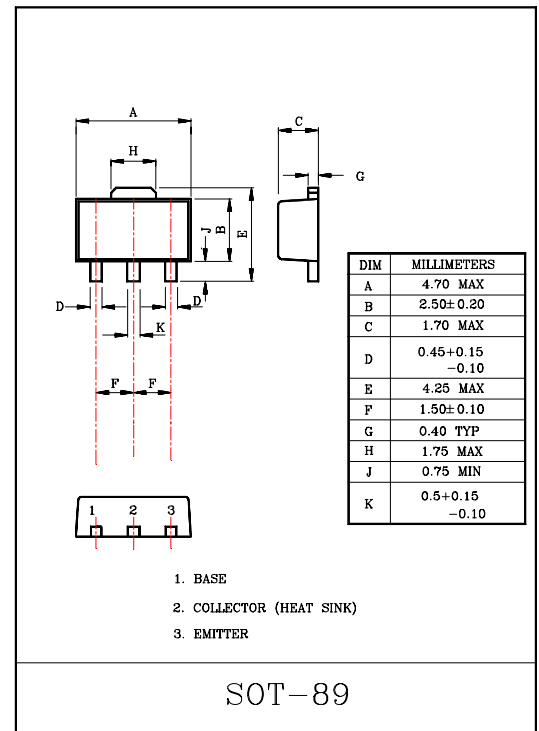 A
C
H
G
J
B
E
D
D
K
F
F
DIM MILLIMETERS
A 4.70 MAX
B 2.50±0.20
C 1.70 MAX
D 0.45+0.15
−0.10
E 4.25 MAX
F 1.50±0.10
G 0.40 TYP
H 1.75 MAX
J 0.75 MIN
K 0.5+0.15
−0.10
1 2 3
1. BASE
2. COLLECTOR (HEAT SINK)
3. EMITTER
SOT−89